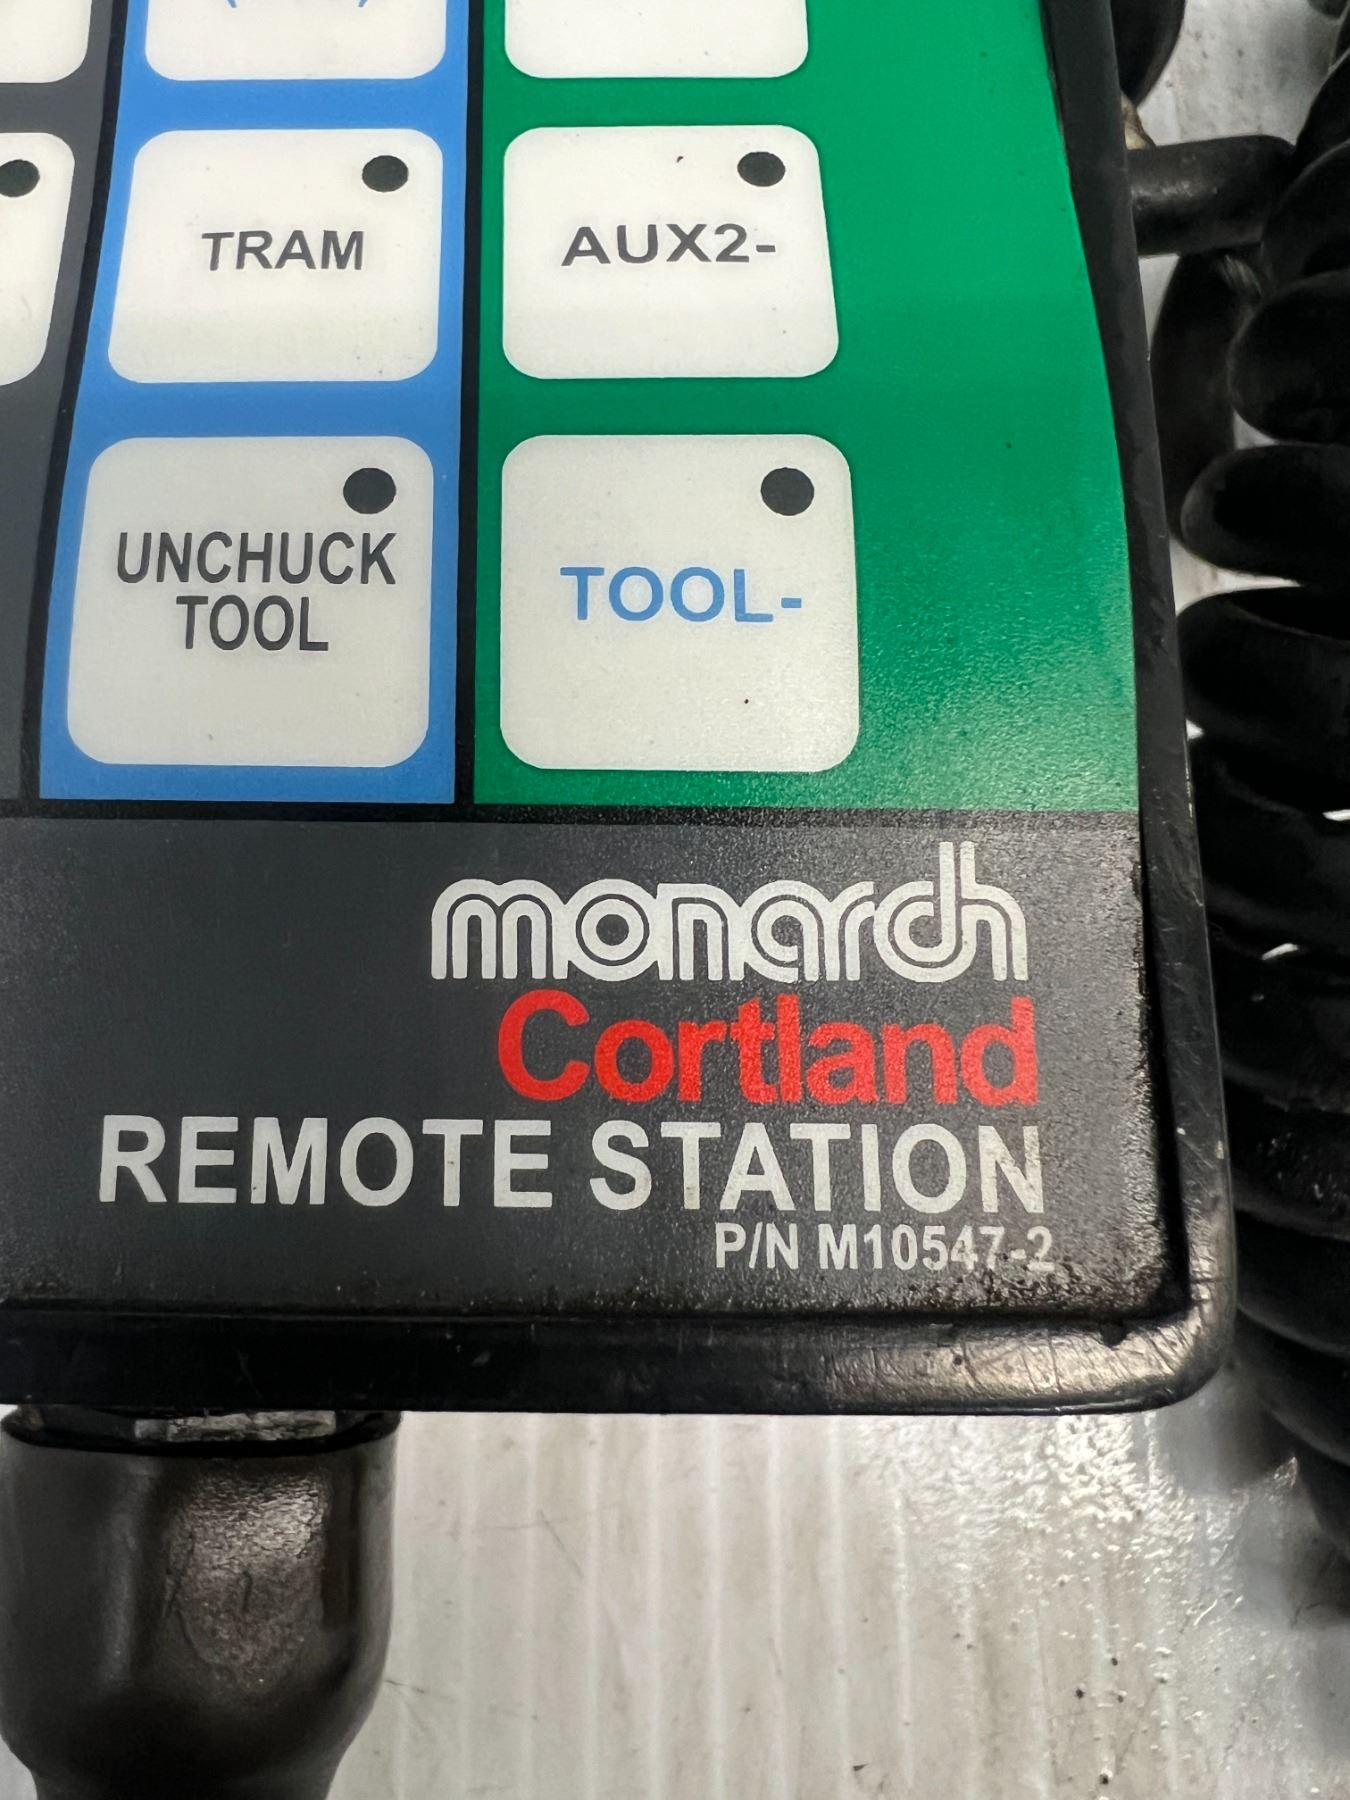 TRAM
AUX2-
UNCHUCK
TOOL
TOOL-
monarch
Cortland
REMOTE STATION
P/N M10547-2